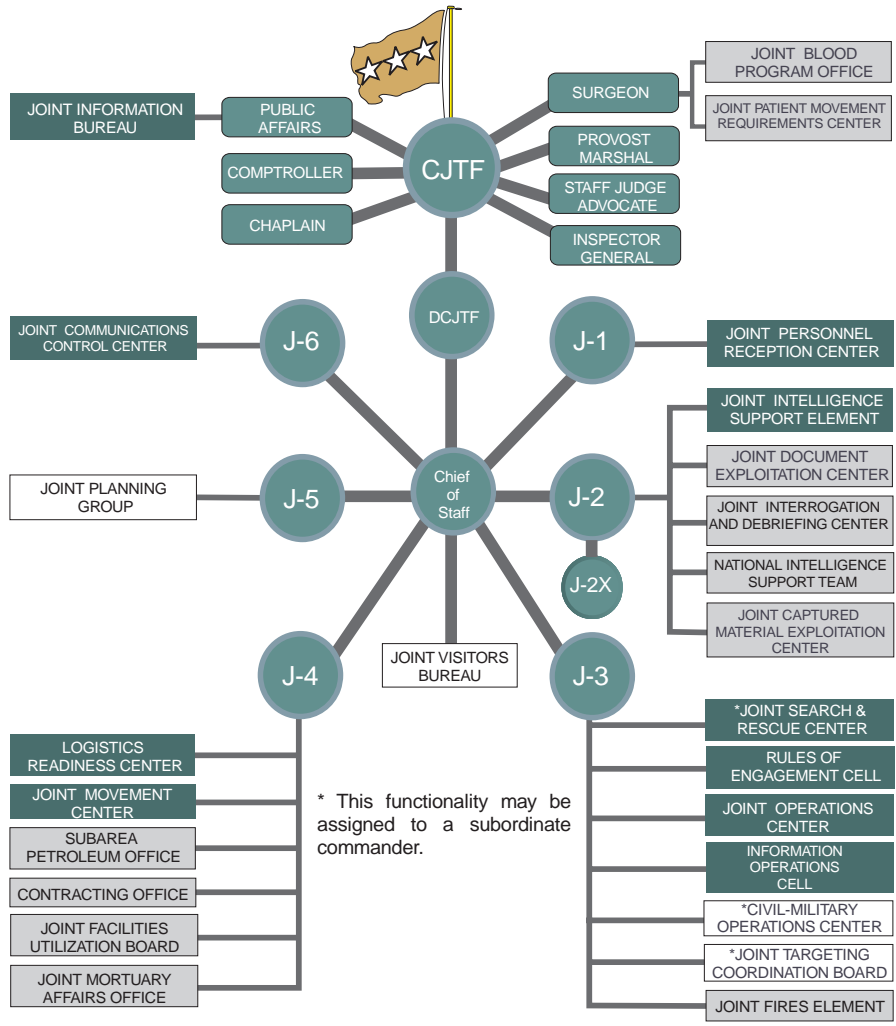 JOINT BLOOD
PROGRAM OFFICE
SURGEON
JOINT INFORMATION
BUREAU
PUBLIC
AFFAIRS
JOINT PATIENT MOVEMENT
REQUIREMENTS CENTER
PROVOST
MARSHAL
COMPTROLLER
CJTF
STAFF JUDGE
ADVOCATE
CHAPLAIN
INSPECTOR
GENERAL
DCJTF
JOINT COMMUNICATIONS
CONTROL CENTER
J-6
J-1
JOINT PERSONNEL
RECEPTION CENTER
JOINT INTELLIGENCE
SUPPORT ELEMENT
JOINT DOCUMENT
EXPLOITATION CENTER
JOINT PLANNING
GROUP
J-5
Chief
of
Staff
J-2
JOINT INTERROGATION
AND DEBRIEFING CENTER
J-2X
NATIONAL INTELLIGENCE
SUPPORT TEAM
JOINT CAPTURED
MATERIAL EXPLOITATION
CENTER
J-4
JOINT VISITORS
BUREAU
J-3
*JOINT SEARCH &
RESCUE CENTER
LOGISTICS
READINESS CENTER
RULES OF
ENGAGEMENT CELL
JOINT MOVEMENT
CENTER
* This functionality may be
assigned to a subordinate
commander.
JOINT OPERATIONS
CENTER
SUBAREA
PETROLEUM OFFICE
INFORMATION
OPERATIONS
CELL
CONTRACTING OFFICE
*CIVIL-MILITARY
OPERATIONS CENTER
JOINT FACILITIES
UTILIZATION BOARD
*JOINT TARGETING
COORDINATION BOARD
JOINT MORTUARY
AFFAIRS OFFICE
JOINT FIRES ELEMENT